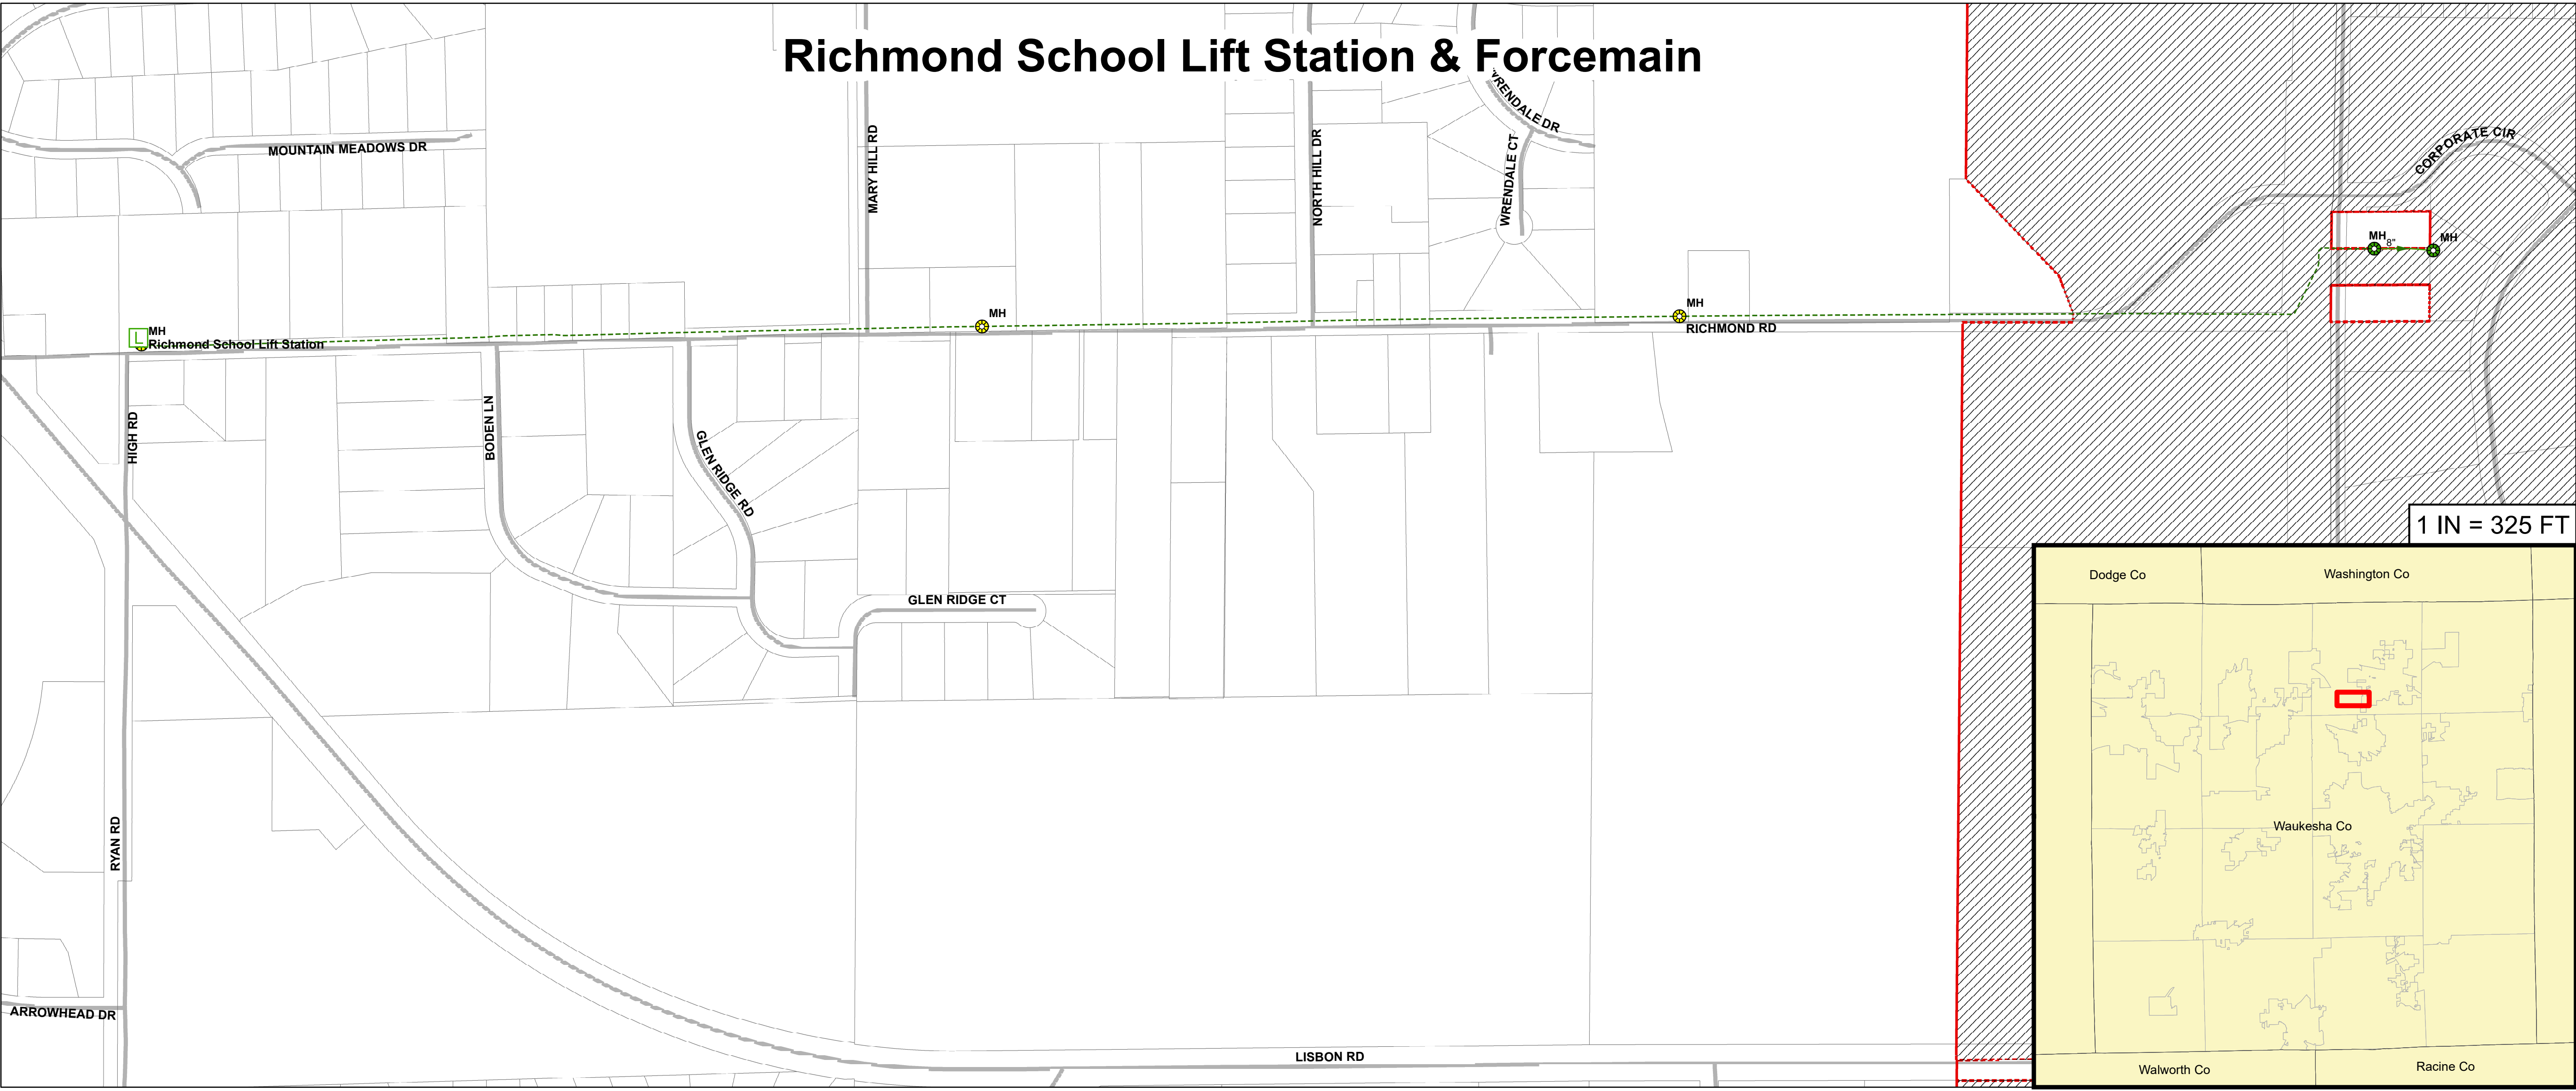 Richmond School Lift Station & Forcemain
MOUNTAIN MEADOWS DR
MARY HILL RD
NORTH HILL DR
WRENDALE DR
WRENDALE CT
CORPORATE CIR
MH
8"
MH
MH
Richmond School Lift Station
L
MH
MH
RICHMOND RD
HIGH RD
BODEN LN
GLEN RIDGE RD
GLEN RIDGE CT
RYAN RD
ARROWHEAD DR
LISBON RD
1 IN = 325 FT
Dodge Co
Washington Co
Waukesha Co
Walworth Co
Racine Co